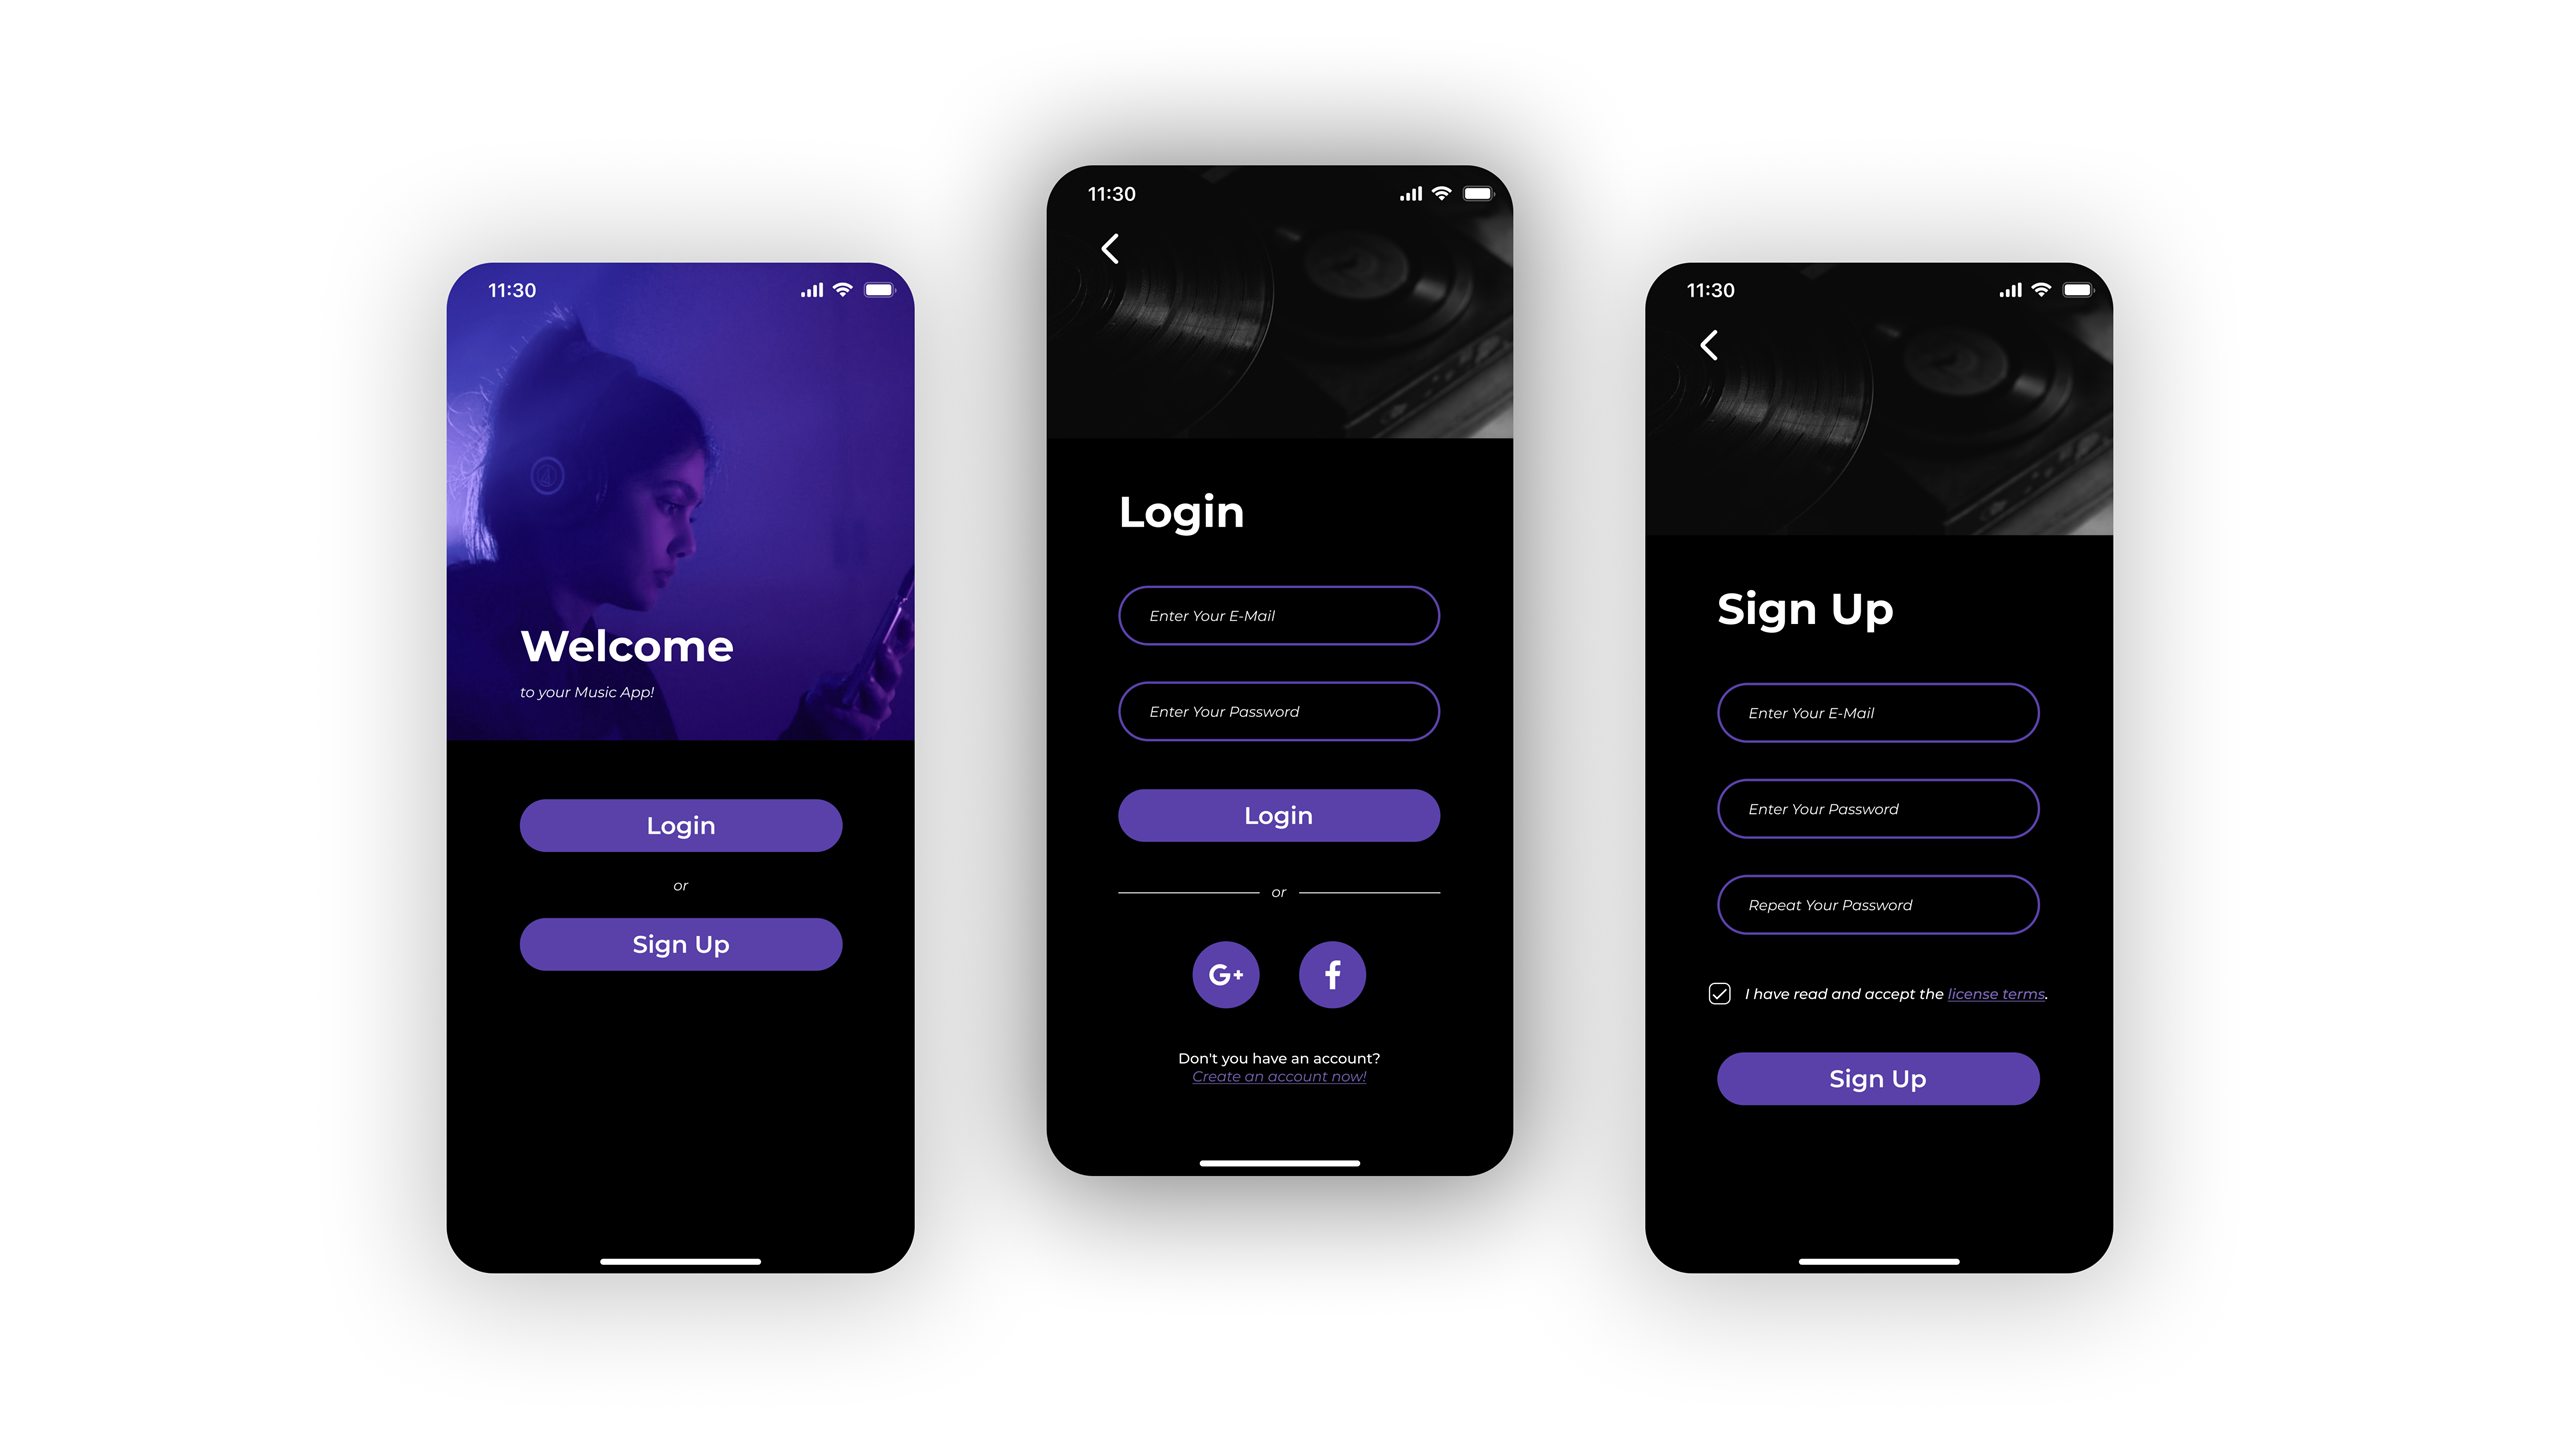 11:30
Welcome
to your Music App!
Login
or
Sign Up
11:30
Login
Enter Your E-Mail
Enter Your Password
Login
or
G+
f
Don't you have an account?
Create an account now!
11:30
Sign Up
Enter Your E-Mail
Enter Your Password
Repeat Your Password
I have read and accept the license terms.
Sign Up